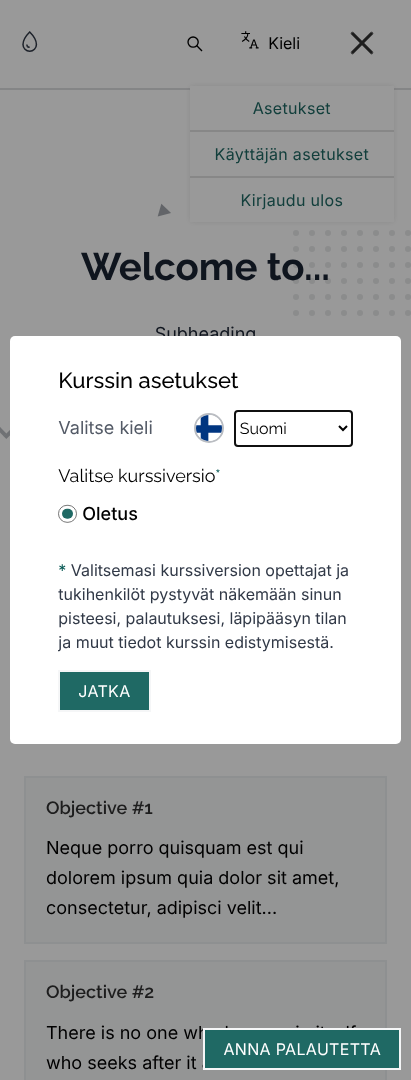 Kieli
Asetukset
Käyttäjän asetukset
Kirjaudu ulos
Welcome to...
Subheading
Kurssin asetukset
Valitse kieli
Suomi
Valitse kurssiversio*
Oletus
* Valitsemasi kurssiversion opettajat ja
tukihenkilöt pystyvät näkemään sinun
pisteesi, palautuksesi, läpipääsyn tilan
ja muut tiedot kurssin edistymisestä.
JATKA
Objective #1
Neque porro quisquam est qui
dolorem ipsum quia dolor sit amet,
consectetur, adipisci velit...
Objective #2
There is no one
who seeks after it
ANNA PALAUTETTA